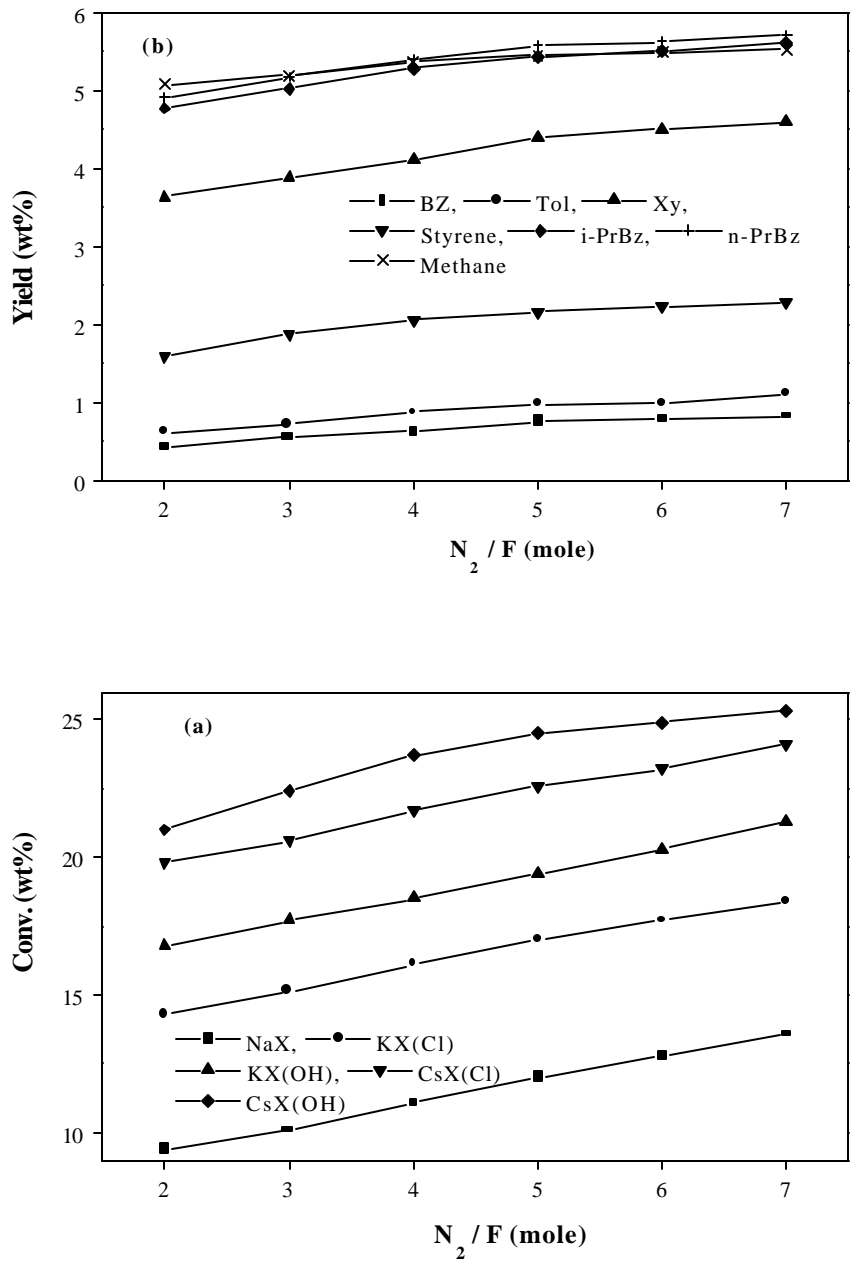 (b)
6
5
4
3
2
1
0
Yield (wt%)
BZ, Tol, Xy,
Styrene, i-PrBz, n-PrBz
Methane
2 3 4 5 6 7
N2 / F (mole)
(a)
25
20
15
10
Conv. (wt%)
NaX, KX(Cl)
KX(OH), CsX(Cl)
CsX(OH)
2 3 4 5 6 7
N2 / F (mole)